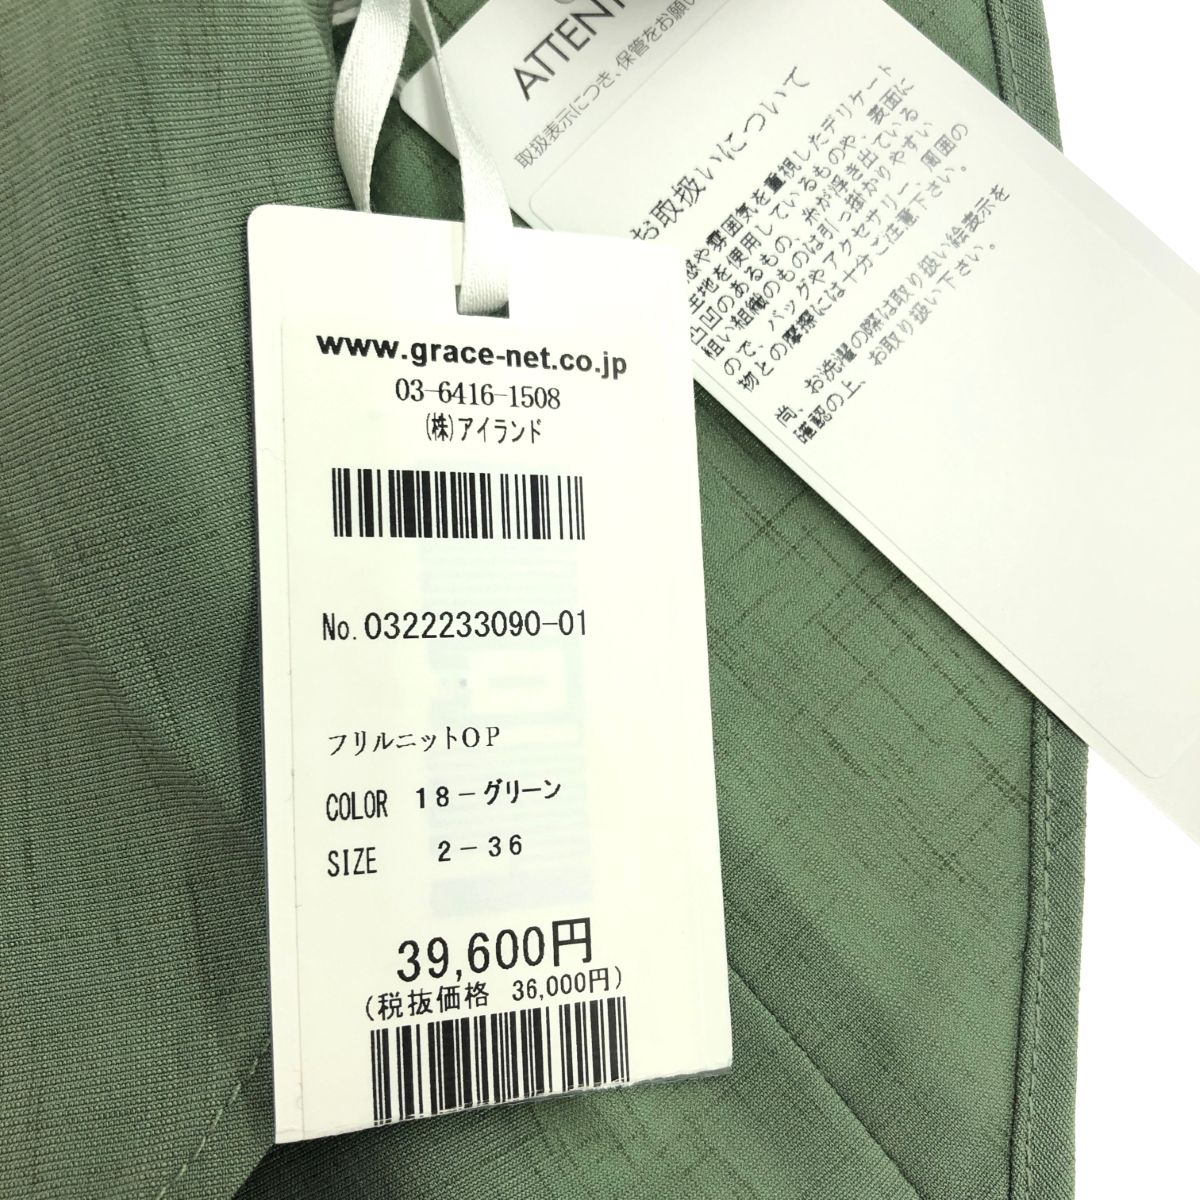 www.grace-net.co.jp
03-6416-1508
(株)アイランド
No. 0322233090-01
フリルニットOP
COLOR 18-グリーン
SIZE 2-36
39,600円
(税抜価格 36,000円)
取扱表示につき、保管をお願い
お取扱いについて
感や雰囲気を重視したデリケート
生地を使用しているものや、表面に
凸凹のあるもの、糸が浮き出ている
粗い組織のものは引っ掛かりやすい
ので、バッグやアクセサリー、周囲の
物との摩擦には十分ご注意下さい。
尚、お洗濯の際は取り扱い絵表示を
確認の上、お取り扱い下さい。